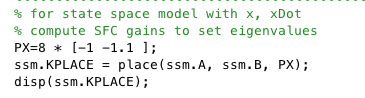 % for state space model with x, xDot
% compute SFC gains to set eigenvalues
PX=8 * [-1 -1.1 ];
ssm.KPLACE = place(ssm.A, ssm.B, PX);
disp(ssm.KPLACE);